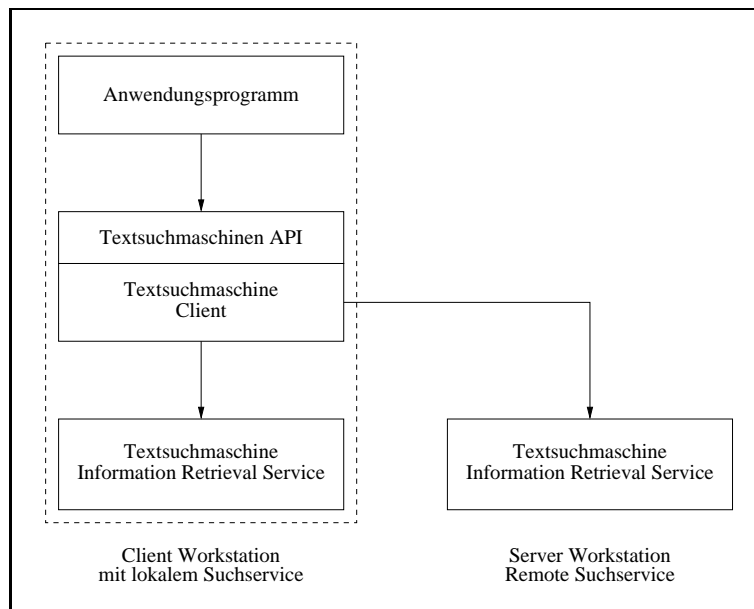 Anwendungsprogramm
Textsuchmaschinen API
Textsuchmaschine
Client
Textsuchmaschine
Information Retrieval Service
Textsuchmaschine
Information Retrieval Service
Client Workstation
mit lokalem Suchservice
Server Workstation
Remote Suchservice